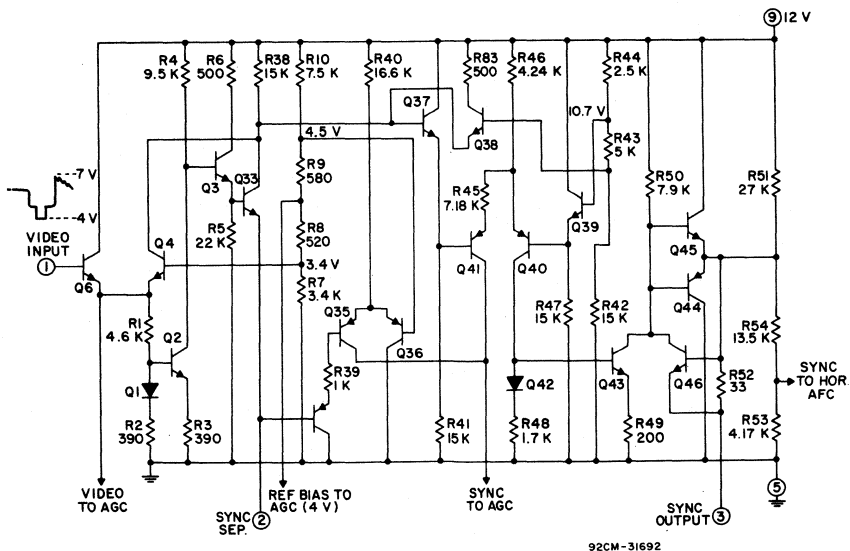 ⑨ 12 V
R4
9.5 K
R6
500
R38
15 K
R10
7.5 K
R40
16.6 K
R83
500
R46
4.24 K
R44
2.5 K
Q37
10.7 V
Q38
4.5 V
R43
5 K
7 V
4 V
VIDEO
INPUT
①
Q6
Q4
Q3
Q33
R9
580
R5
22 K
R8
520
3.4 V
R7
3.4 K
R45
7.18 K
Q39
Q41
Q40
R50
7.9 K
R51
27 K
Q45
Q44
R1
4.6 K
Q2
Q35
Q36
R47
15 K
R42
15 K
R54
13.5 K
Q1
R39
1 K
Q42
Q43
Q46
R52
33
SYNC
TO HOR.
AFC
R2
390
R3
390
R41
15 K
R48
1.7 K
R49
200
R53
4.17 K
VIDEO
TO AGC
SYNC
SEP.
②
REF BIAS TO
AGC (4 V)
SYNC
TO AGC
SYNC
OUTPUT
③
⑤
92CM-31692